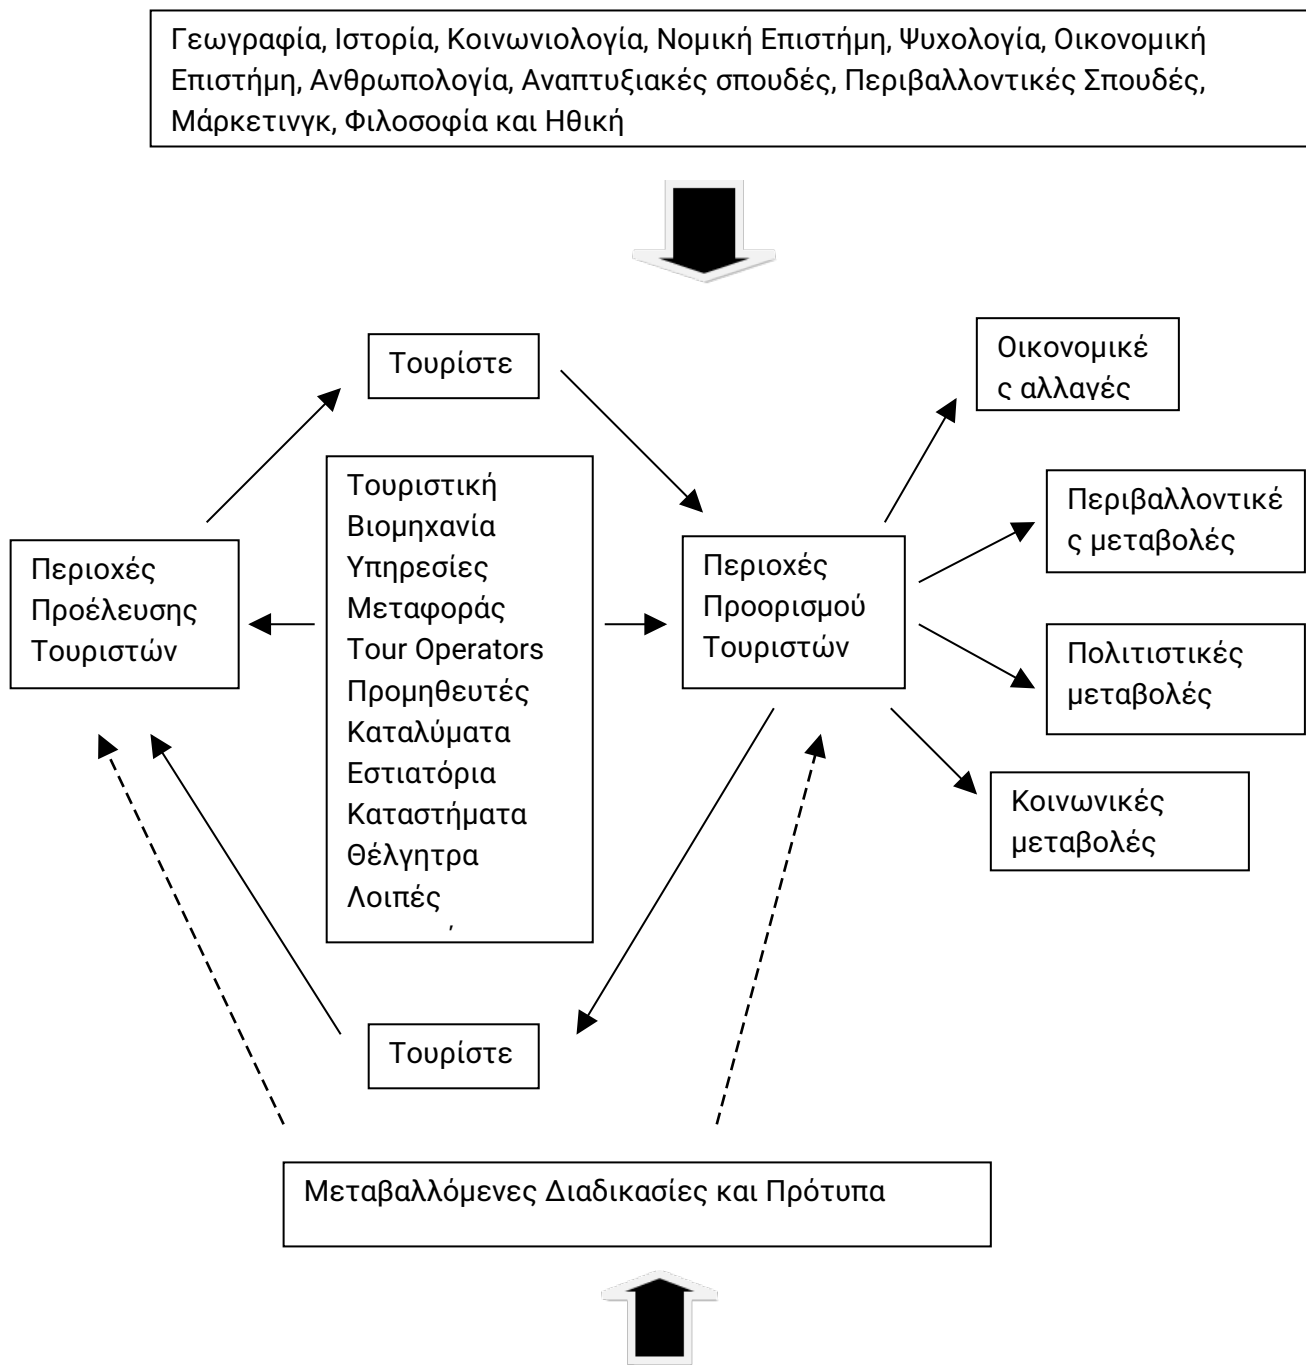 Γεωγραφία, Ιστορία, Κοινωνιολογία, Νομική Επιστήμη, Ψυχολογία, Οικονομική
Επιστήμη, Ανθρωπολογία, Αναπτυξιακές σπουδές, Περιβαλλοντικές Σπουδές,
Μάρκετινγκ, Φιλοσοφία και Ηθική
Τουρίστε
Οικονομικέ
ς αλλαγές
Τουριστική
Βιομηχανία
Υπηρεσίες
Μεταφοράς
Tour Operators
Προμηθευτές
Καταλύματα
Εστιατόρια
Καταστήματα
Θέλγητρα
Λοιπές
Περιοχές
Προέλευσης
Τουριστών
Περιοχές
Προορισμού
Τουριστών
Περιβαλλοντικέ
ς μεταβολές
Πολιτιστικές
μεταβολές
Κοινωνικές
μεταβολές
Τουρίστε
Μεταβαλλόμενες Διαδικασίες και Πρότυπα